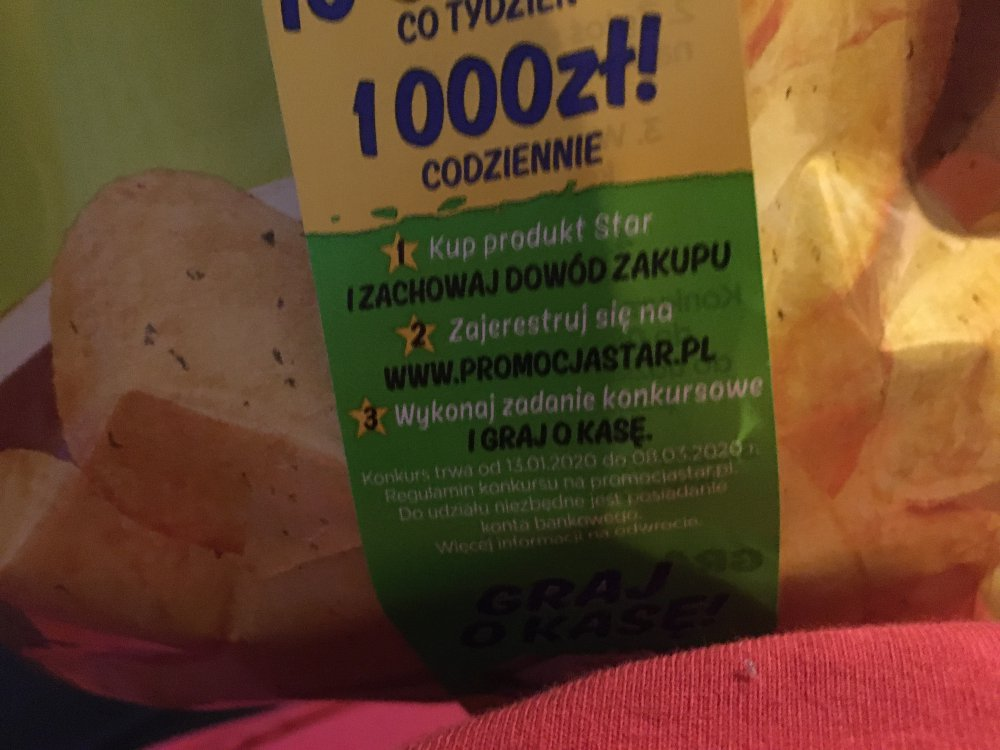 CO TYDZIEŃ
1000zł!
CODZIENNIE
1 Kup produkt Star
I ZACHOWAJ DOWÓD ZAKUPU
2 Zajerestruj się na
WWW.PROMOCJASTAR.PL
3 Wykonaj zadanie konkursowe
I GRAJ O KASĘ.
Konkurs trwa od 13.01.2020 do 08.03.2020 r.
Regulamin konkursu na promocjastar.pl.
Do udziału niezbędne jest posiadanie
konta bankowego.
Więcej informacji na odwrocie.
GRAJ
O KASĘ!